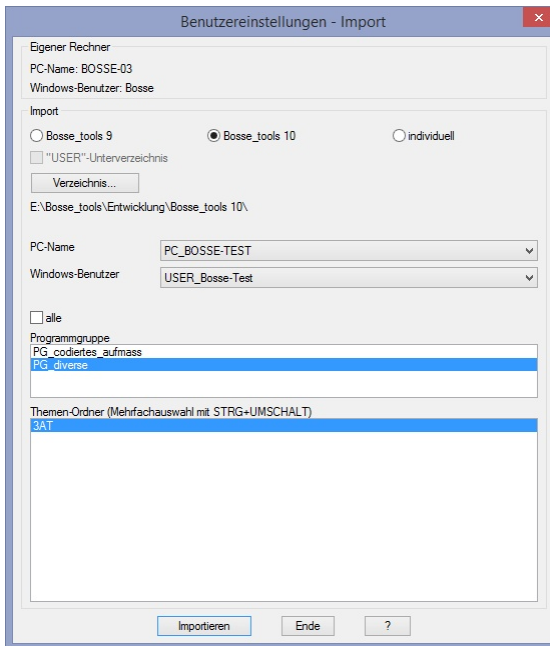 Benutzereinstellungen - Import
Eigener Rechner
PC-Name: BOSSE-03
Windows-Benutzer: Bosse
Import
Bosse_tools 9 Bosse_tools 10 individuell
"USER"-Unterverzeichnis
Verzeichnis...
E:\Bosse_tools\Entwicklung\Bosse_tools 10\
PC-Name PC_BOSSE-TEST
Windows-Benutzer USER_Bosse-Test
alle
Programmgruppe
PG_codiertes_aufmass
PG_diverse
Themen-Ordner (Mehrfachauswahl mit STRG+UMSCHALT)
3AT
Importieren Ende ?